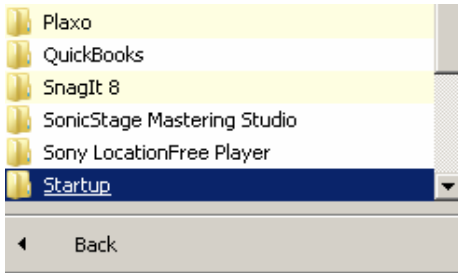 Plaxo
QuickBooks
SnagIt 8
SonicStage Mastering Studio
Sony LocationFree Player
Startup
Back